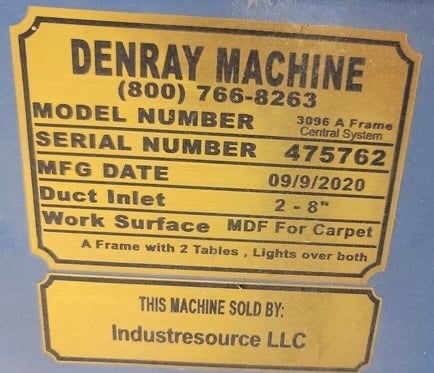 DENRAY MACHINE
(800) 766-8263
MODEL NUMBER 3096 A Frame
Central System
SERIAL NUMBER 475762
MFG DATE 09/9/2020
Duct Inlet 2 - 8"
Work Surface MDF For Carpet
A Frame with 2 Tables , Lights over both
THIS MACHINE SOLD BY:
Industresource LLC